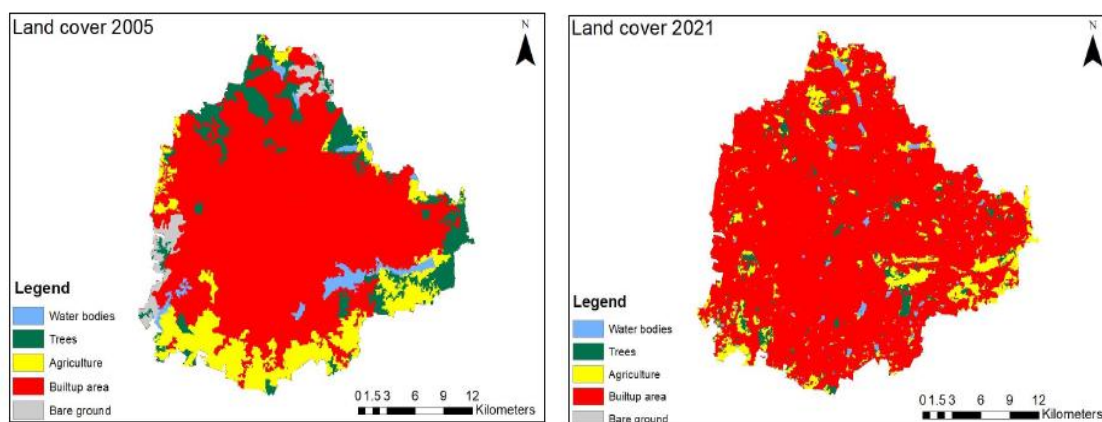 Land cover 2005
N
Legend
Water bodies
Trees
Agriculture
Builtup area
Bare ground
0 1.5 3 6 9 12
Kilometers
Land cover 2021
N
Legend
Water bodies
Trees
Agriculture
Builtup area
Bare ground
0 1.5 3 6 9 12
Kilometers